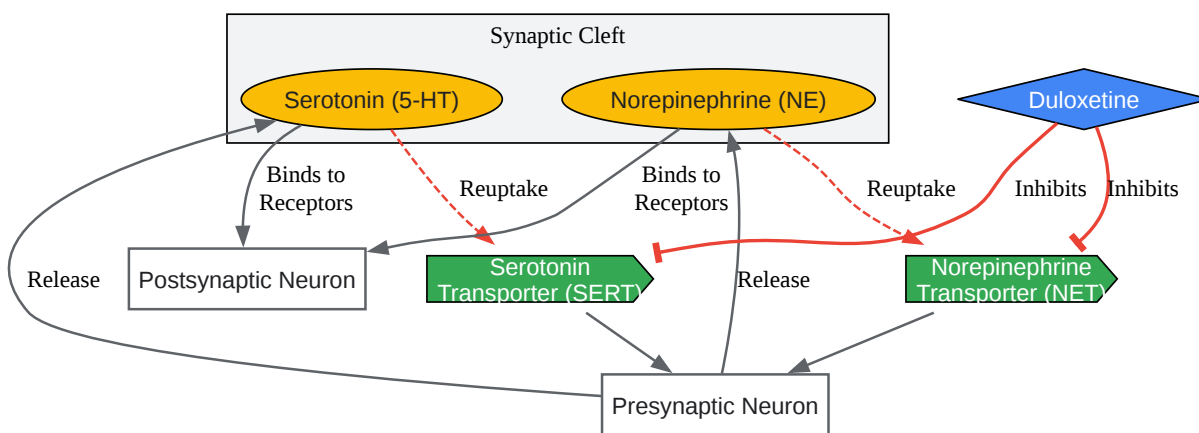 Synaptic Cleft
Serotonin (5-HT)
Norepinephrine (NE)
Duloxetine
Binds to
Receptors
Reuptake
Binds to
Receptors
Reuptake
Inhibits
Inhibits
Release
Postsynaptic Neuron
Serotonin
Transporter (SERT)
Release
Norepinephrine
Transporter (NET)
Presynaptic Neuron